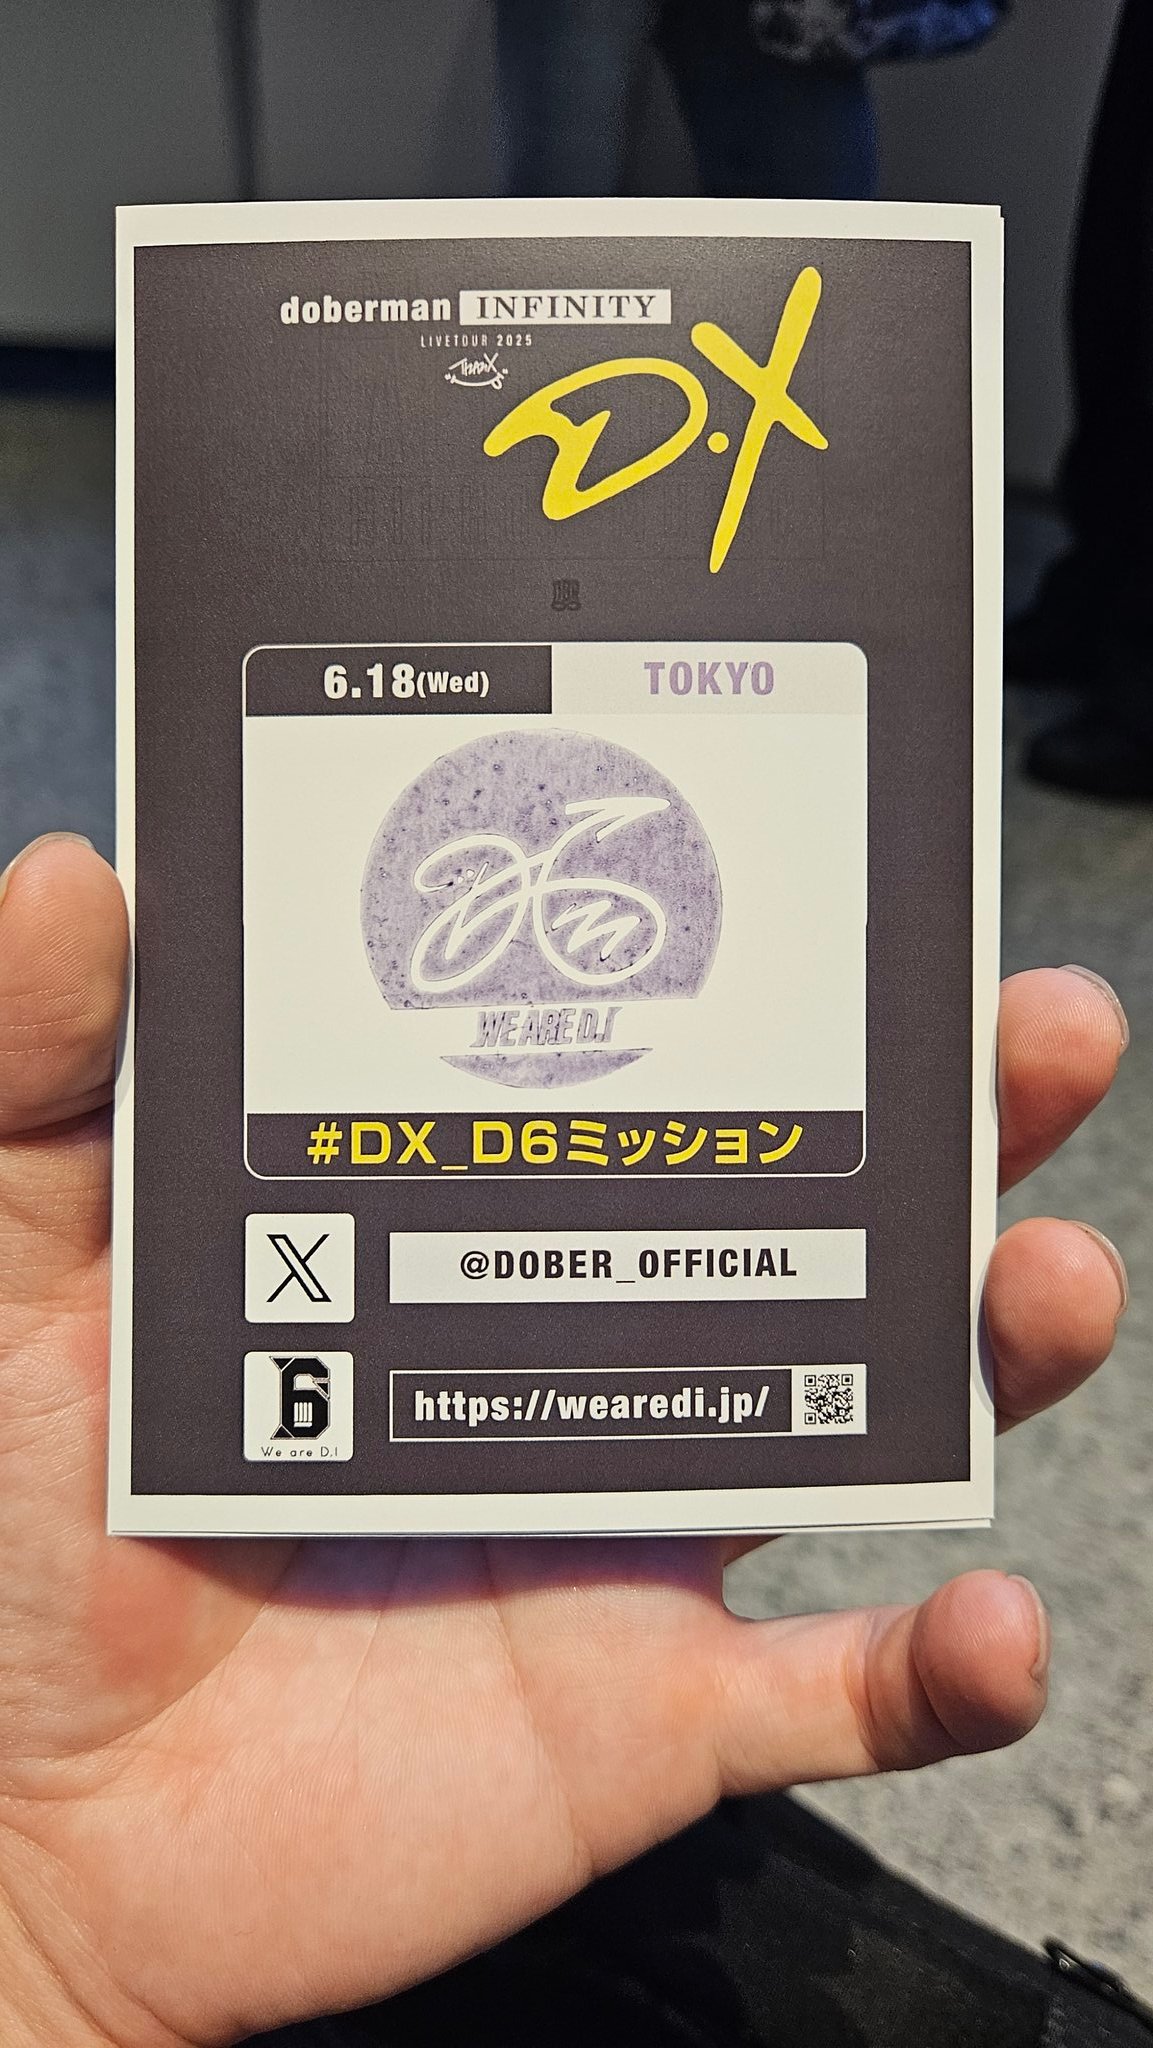 doberman INFINITY
LIVETOUR 2025
D.X
6.18(Wed)
TOKYO
WE ARE D.I
#DX_D6ミッション
@DOBER_OFFICIAL
https://wearedi.jp/
We are D.I